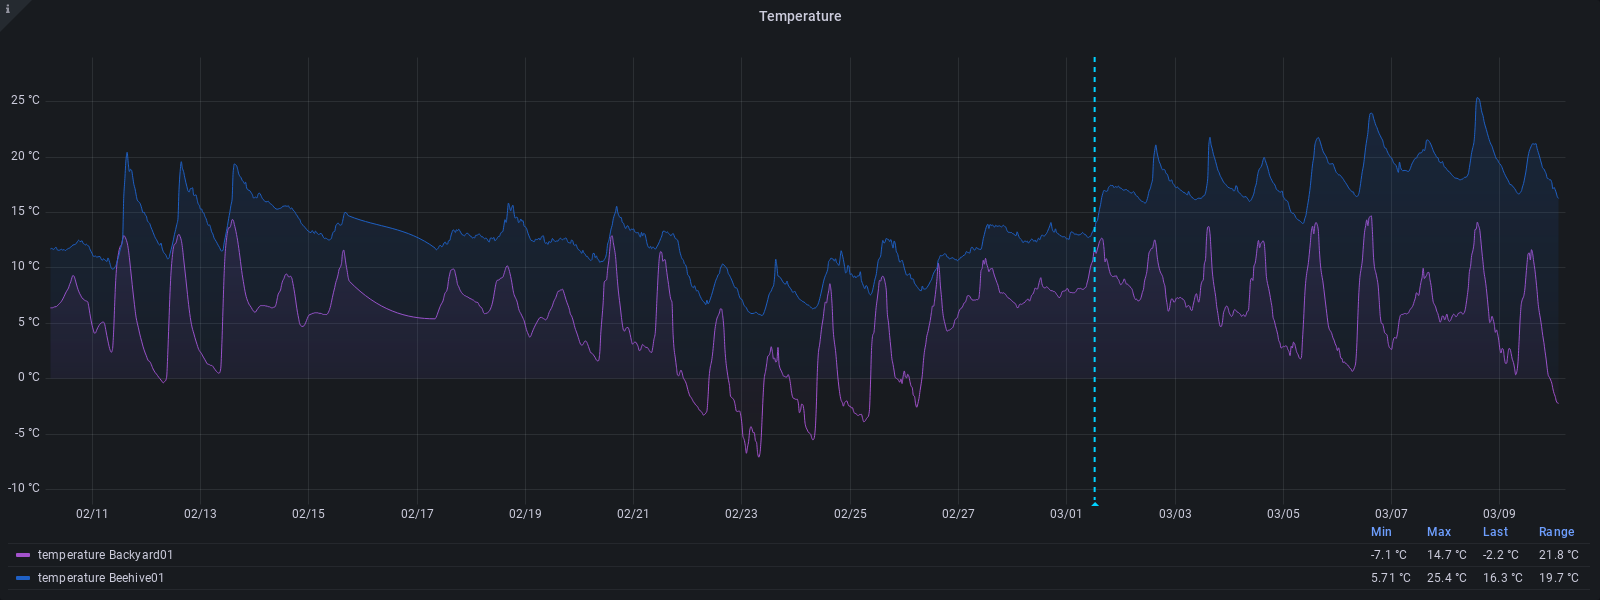 i
Temperature
25 °C
20 °C
15 °C
10 °C
5 °C
0 °C
-5 °C
-10 °C
02/11 02/13 02/15 02/17 02/19 02/21 02/23 02/25 02/27 03/01 03/03 03/05 03/07 03/09
Min Max Last Range
temperature Backyard01 -7.1 °C 14.7 °C -2.2 °C 21.8 °C
temperature Beehive01 5.71 °C 25.4 °C 16.3 °C 19.7 °C